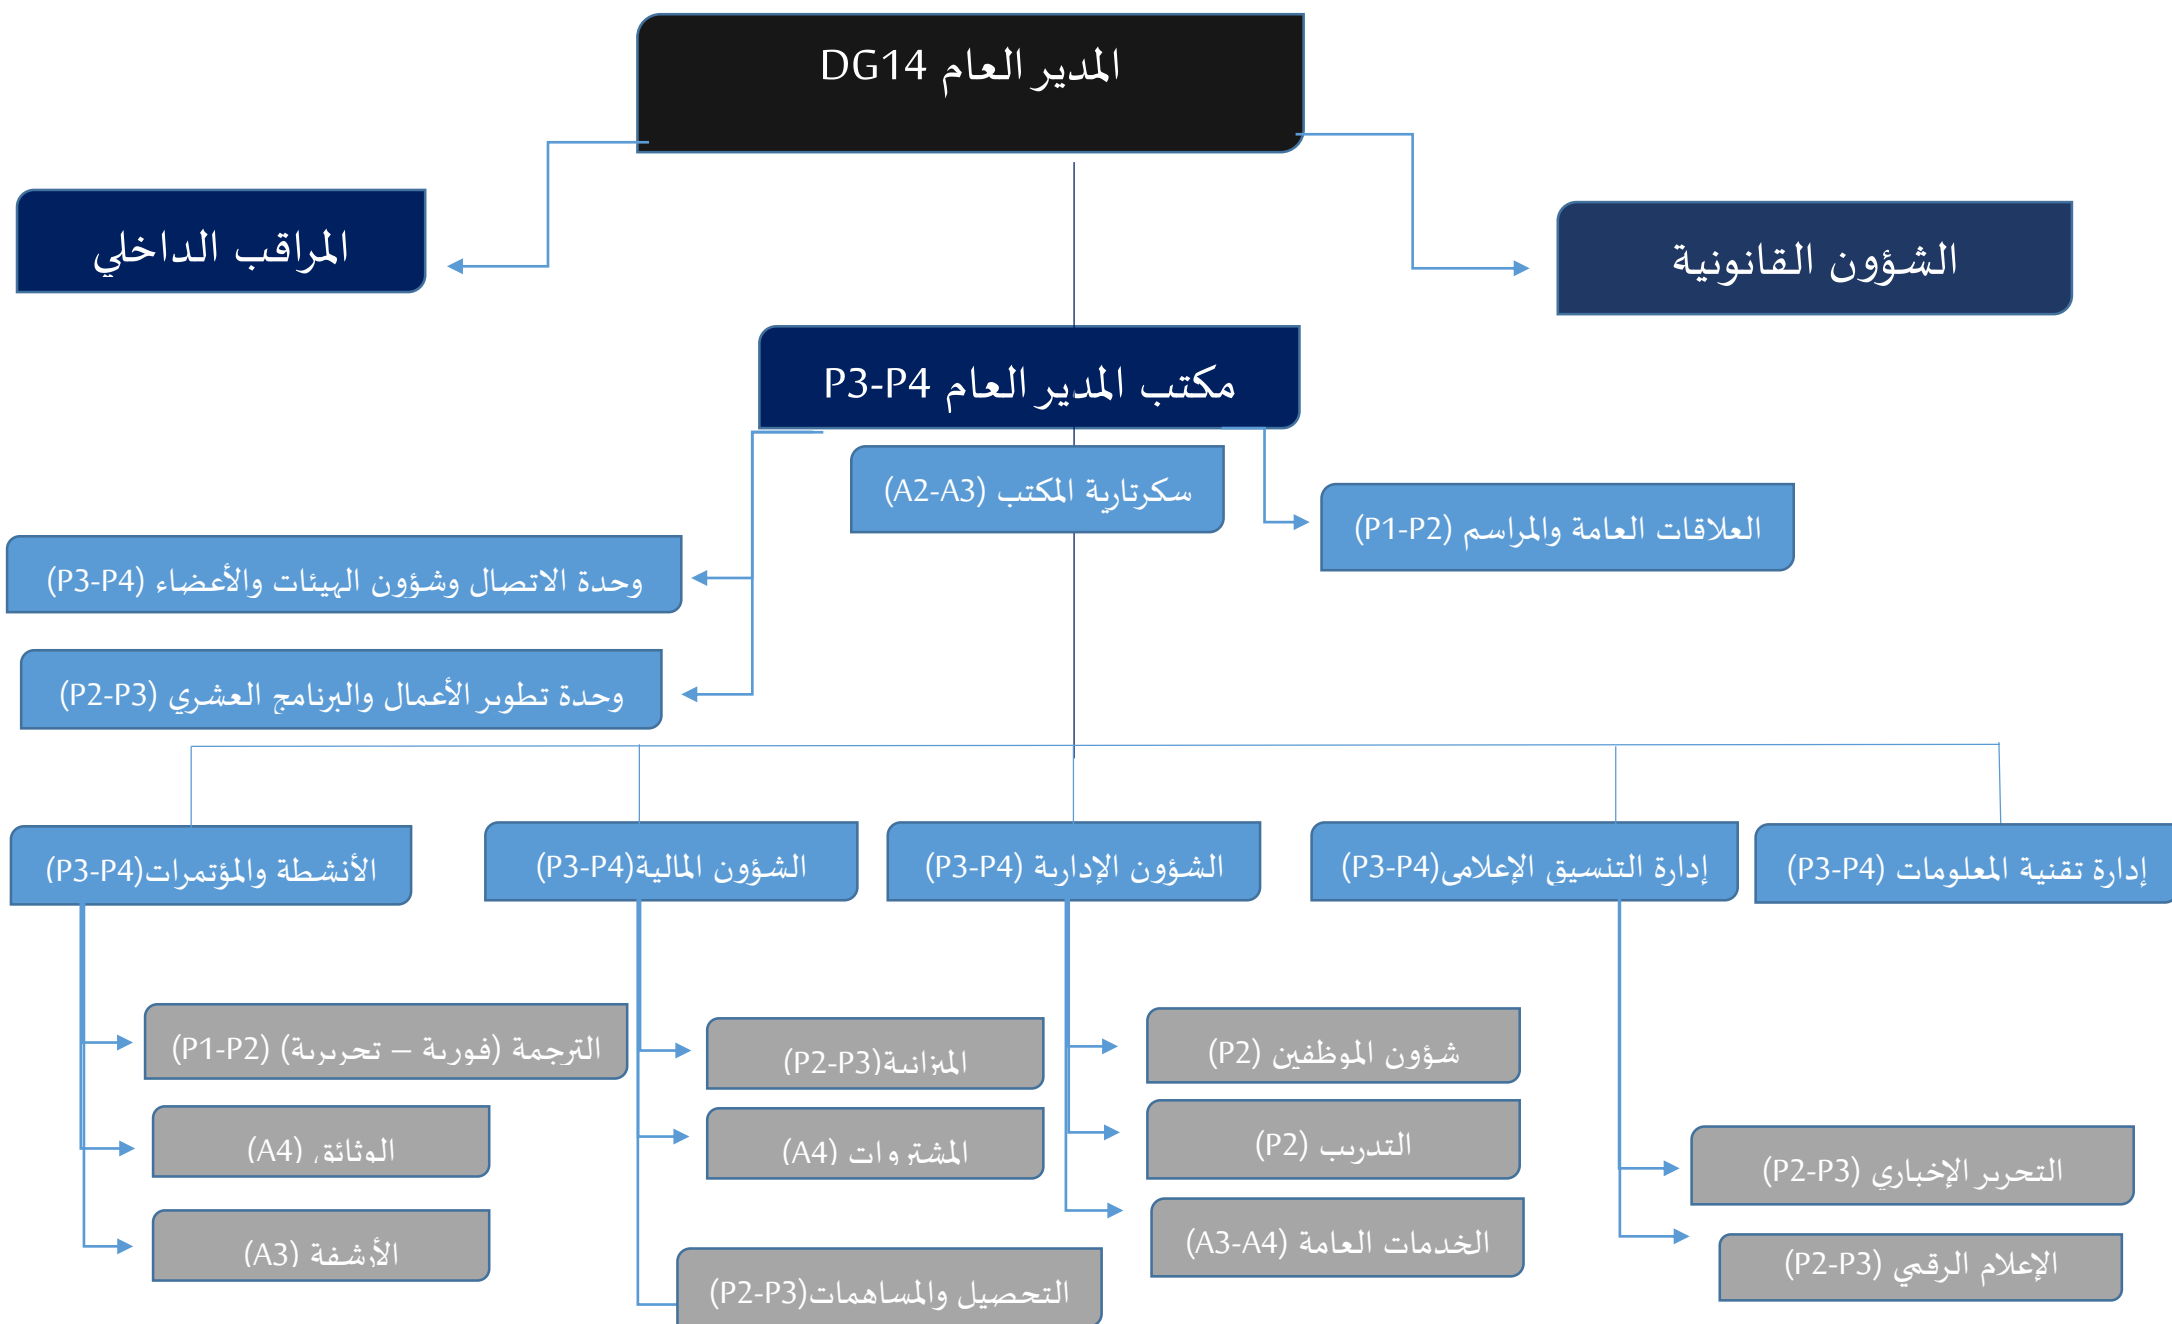 المدير العام DG14
الشؤون القانونية
المراقب الداخلي
مكتب المدير العام P3-P4
سكرتارية المكتب (A2-A3)
العلاقات العامة والمراسم (P1-P2)
وحدة الاتصال وشؤون الهيئات والأعضاء (P3-P4)
وحدة تطوير الأعمال والبرنامج العشري (P2-P3)
إدارة تقنية المعلومات (P3-P4)
إدارة التنسيق الإعلامي(P3-P4)
الشؤون الإدارية (P3-P4)
الشؤون المالية(P3-P4)
الأنشطة والمؤتمرات(P3-P4)
التحرير الإخباري (P2-P3)
الإعلام الرقمي (P2-P3)
شؤون الموظفين (P2)
التدريب (P2)
الخدمات العامة (A3-A4)
الميزانية(P2-P3)
المشتروات (A4)
التحصيل والمساهمات(P2-P3)
الترجمة (فورية – تحريرية) (P1-P2)
الوثائق (A4)
الأرشفة (A3)